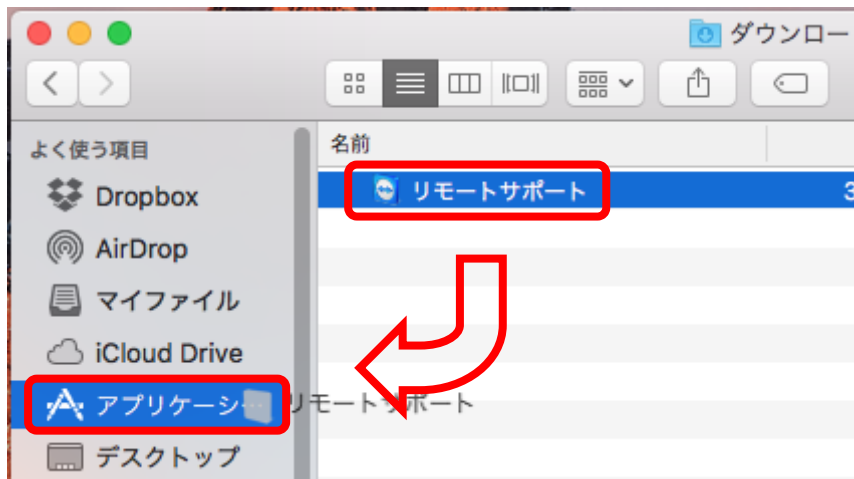 ダウンロー
よく使う項目
名前
Dropbox
リモートサポート
3
AirDrop
マイファイル
iCloud Drive
アプリケーシ…
リモートサポート
デスクトップ